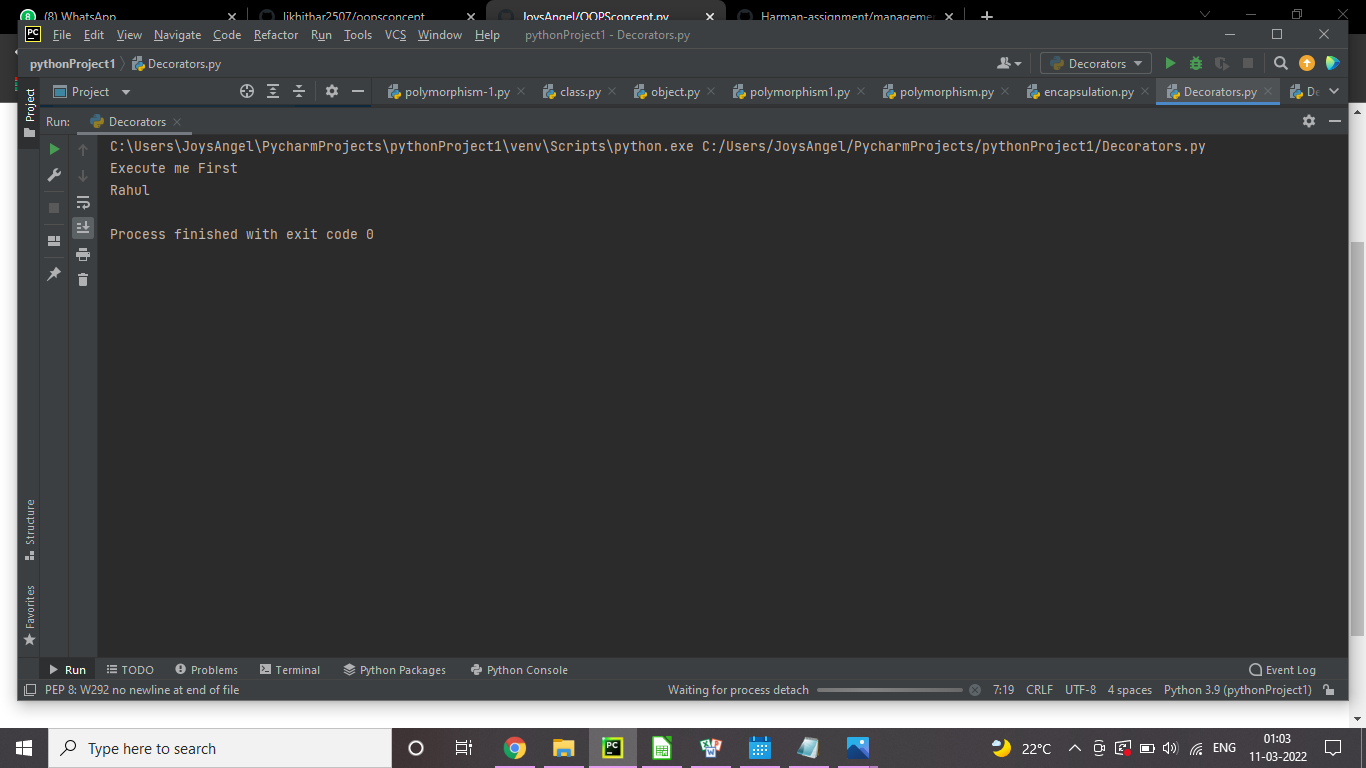 (8) WhatsApp likhithar2507/oopsconcept JoysAngel/OOPSconcept.py Harman-assignment/manageme
PC File Edit View Navigate Code Refactor Run Tools VCS Window Help pythonProject1 - Decorators.py
pythonProject1 Decorators.py Decorators
Project Project polymorphism-1.py class.py object.py polymorphism1.py polymorphism.py encapsulation.py Decorators.py De
Run: Decorators
C:\Users\JoysAngel\PycharmProjects\pythonProject1\venv\Scripts\python.exe C:/Users/JoysAngel/PycharmProjects/pythonProject1/Decorators.py
Execute me First
Rahul
Process finished with exit code 0
Structure
Favorites
Run TODO Problems Terminal Python Packages Python Console Event Log
PEP 8: W292 no newline at end of file Waiting for process detach 7:19 CRLF UTF-8 4 spaces Python 3.9 (pythonProject1)
Type here to search PC 22°C ENG 01:03
11-03-2022